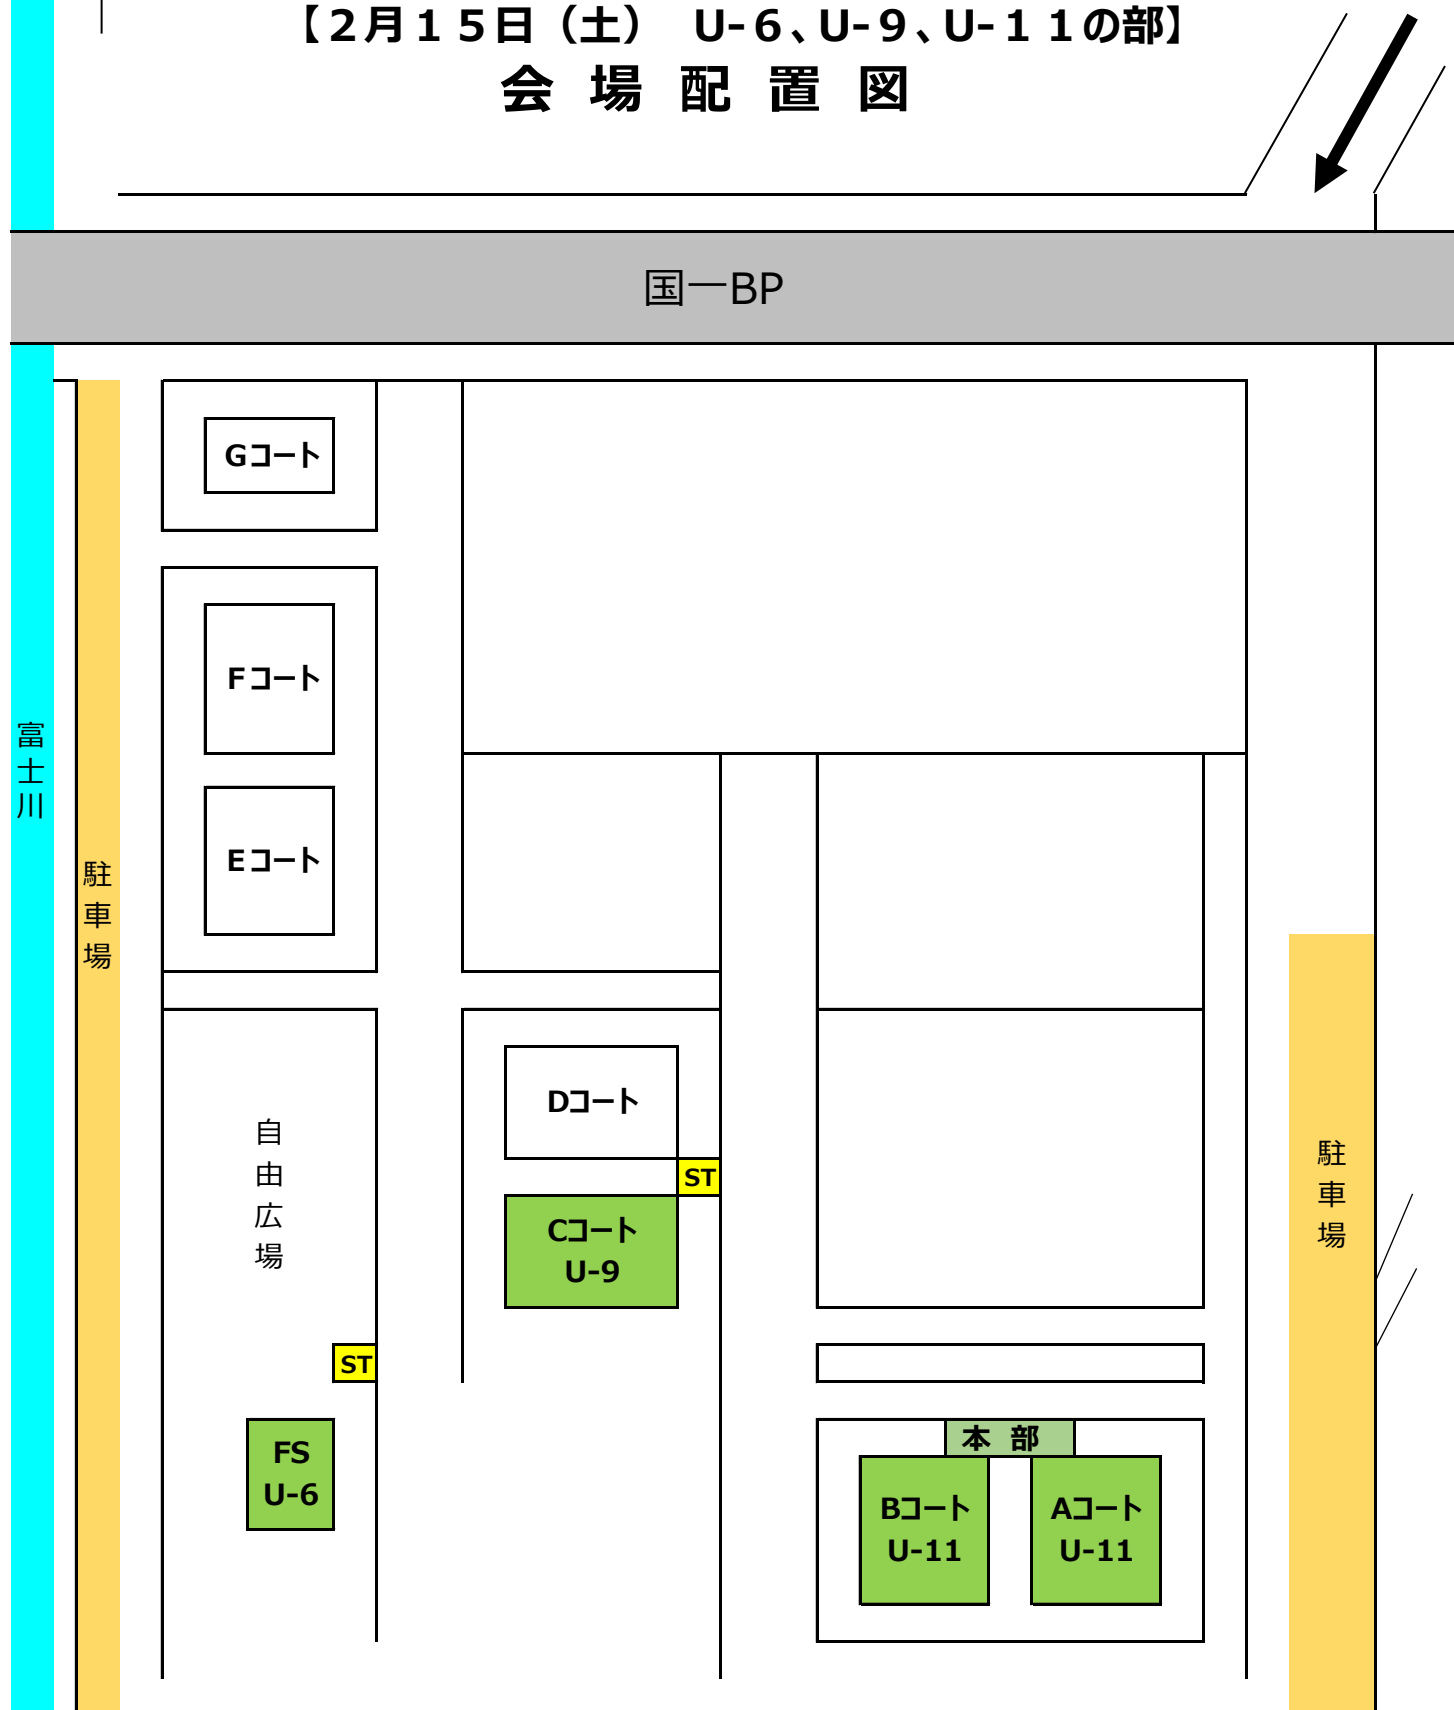 【２月１５日（土）　U-６、U-９、U-１１の部】
会　場　配　置　図
国一BP
Gコート
Fコート
富士川
Eコート
駐車場
自由広場
Dコート
ST
Cコート
U-9
駐車場
ST
FS
U-6
本　部
Bコート
U-11
Aコート
U-11